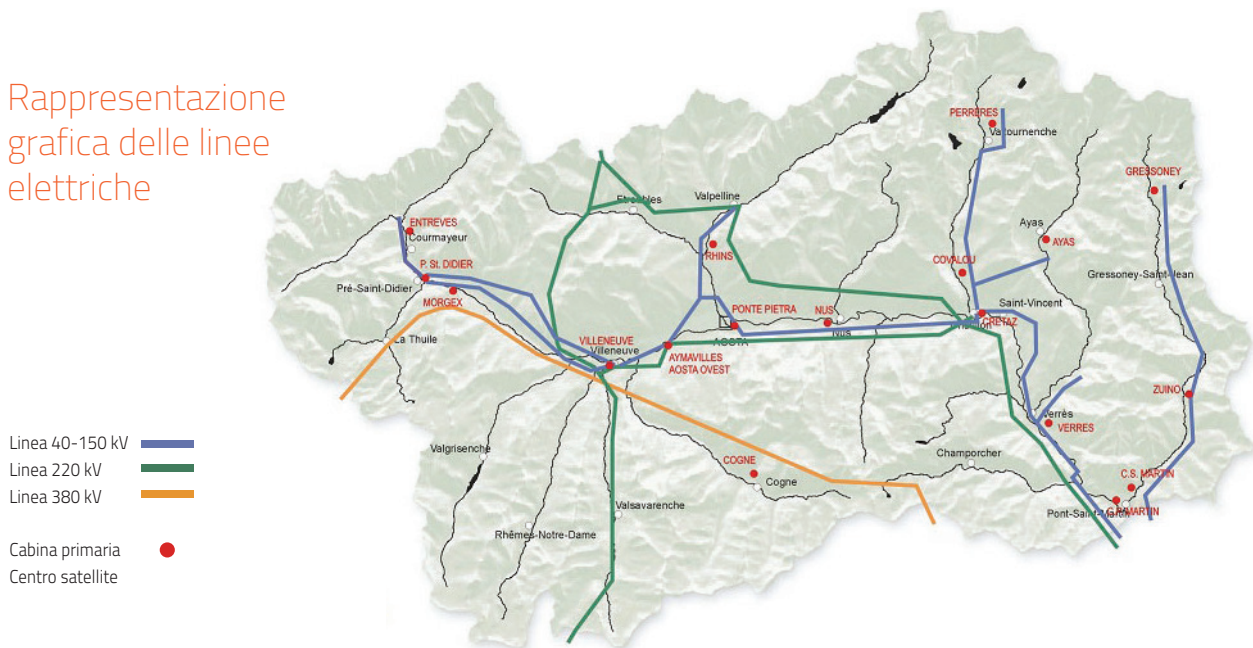 Rappresentazione
grafica delle linee
elettriche
Linea 40-150 kV
Linea 220 kV
Linea 380 kV
Cabina primaria
Centro satellite
PERRERES
Valtournenche
GRESSONEY
Valpelline
ENTREVES
Courmayeur
RHINS
Ayas
AYAS
P. St. DIDIER
COVALOU
Gressoney-Saint-Jean
Pré-Saint-Didier
MORGEX
PONTE PIETRA
NUS
Saint-Vincent
CRETAZ
Nus
La Thuile
VILLENEUVE
Villeneuve
AOSTA
AYMAVILLES
AOSTA OVEST
ZUINO
Verrès
VERRES
Valgrisenche
Champorcher
COGNE
Cogne
C.S. MARTIN
Pont-Saint-Martin
Valsavarenche
Rhêmes-Notre-Dame